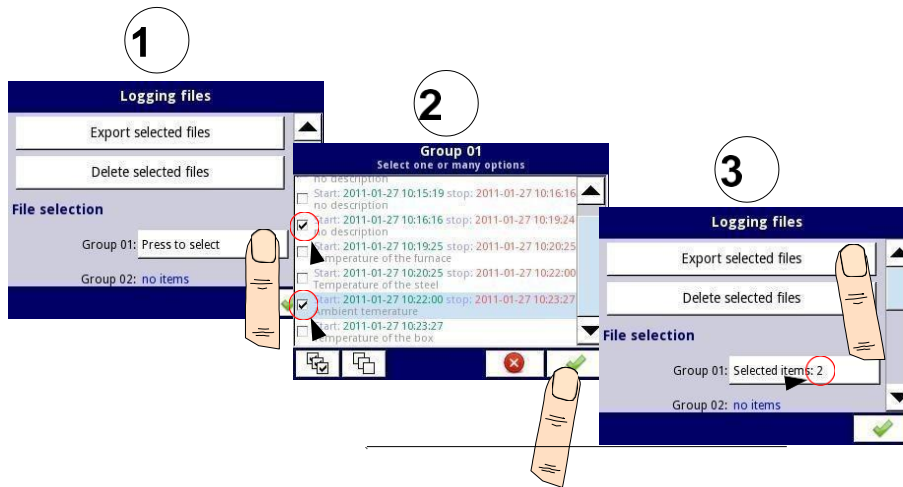 1
Logging files
Export selected files
Delete selected files
File selection
Group 01: Press to select
Group 02: no items
2
Group 01
Select one or many options
no description
Start: 2011-01-27 10:15:19 stop: 2011-01-27 10:16:16
no description
Start: 2011-01-27 10:16:16 stop: 2011-01-27 10:19:24
no description
Start: 2011-01-27 10:19:25 stop: 2011-01-27 10:20:25
Temperature of the furnace
Start: 2011-01-27 10:20:25 stop: 2011-01-27 10:22:00
Temperature of the steel
Start: 2011-01-27 10:22:00 stop: 2011-01-27 10:23:27
Ambient temerature
Start: 2011-01-27 10:23:27
Temperature of the box
3
Logging files
Export selected files
Delete selected files
File selection
Group 01: Selected items: 2
Group 02: no items